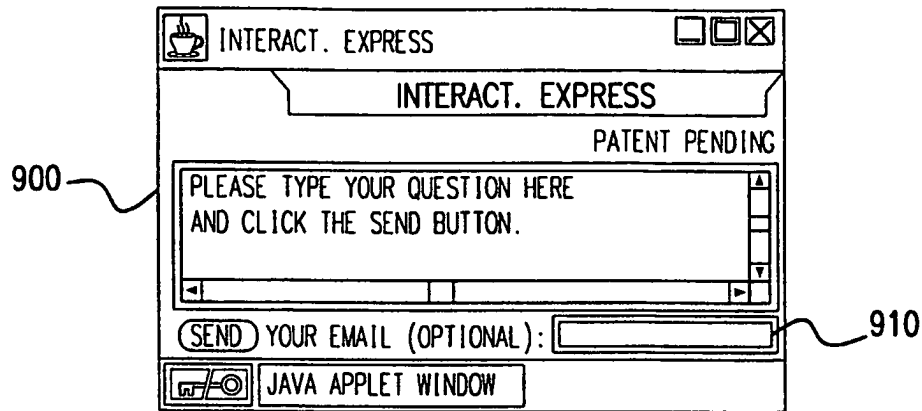 INTERACT. EXPRESS
INTERACT. EXPRESS
PATENT PENDING
900
PLEASE TYPE YOUR QUESTION HERE
AND CLICK THE SEND BUTTON.
SEND YOUR EMAIL (OPTIONAL):
910
JAVA APPLET WINDOW